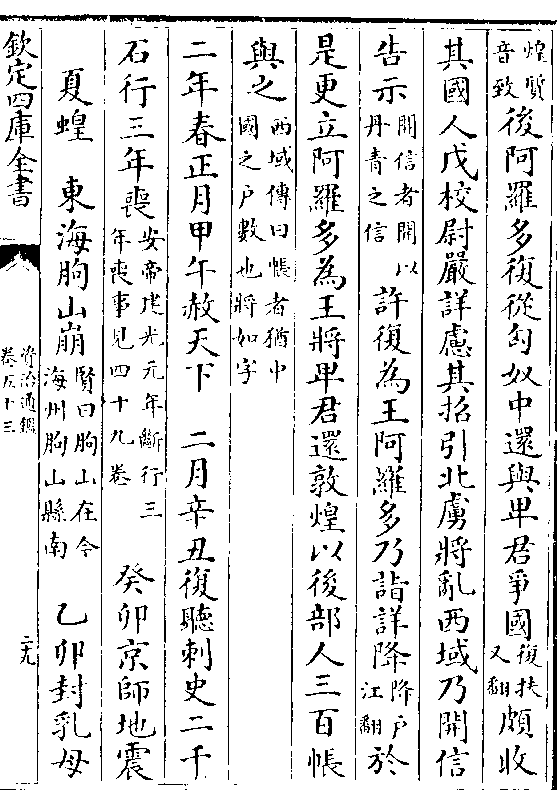 煌賢音致後阿羅多復從匈奴中還與卑君爭國復扶又翻頗收
其國人戊校尉嚴詳慮其招引北虜將亂西域乃開信
告示開信者開以丹青之信許復為王阿羅多乃詣詳降降户江翻於
是更立阿羅多為王將卑君還敦煌以後部人三百帳
與之西域傳曰帳者猶中國之户數也將如字
二年春正月甲午赦天下 二月辛丑復聽刺史二千
石行三年喪安帝建光元年斷行三年喪事見四十九卷 癸卯京師地震
夏蝗 東海朐山崩賢曰朐山在今海州朐山縣南 乙卯封乳母
欽定四庫全書
資治通鑑
卷五十三
二九